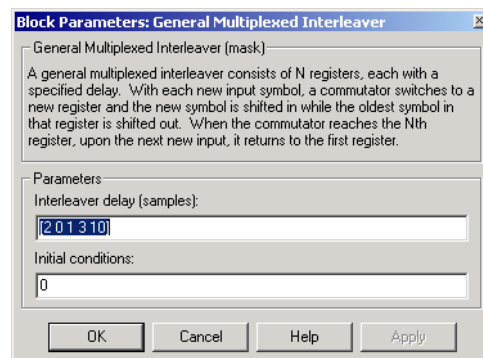 Block Parameters: General Multiplexed Interleaver
General Multiplexed Interleaver (mask)
A general multiplexed interleaver consists of N registers, each with a
specified delay. With each new input symbol, a commutator switches to a
new register and the new symbol is shifted in while the oldest symbol in
that register is shifted out. When the commutator reaches the Nth
register, upon the next new input, it returns to the first register.
Parameters
Interleaver delay (samples):
[2 0 1 3 10]
Initial conditions:
0
OK Cancel Help Apply